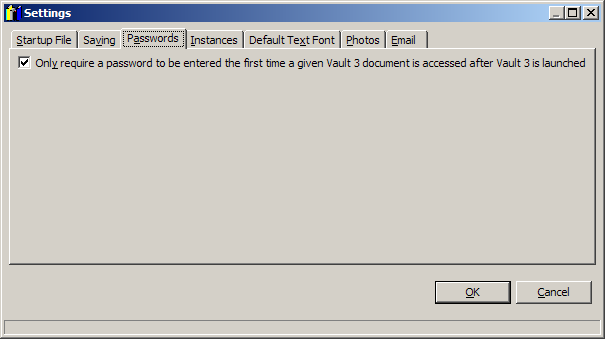 Settings
Startup File Saving Passwords Instances Default Text Font Photos Email
Only require a password to be entered the first time a given Vault 3 document is accessed after Vault 3 is launched
OK Cancel